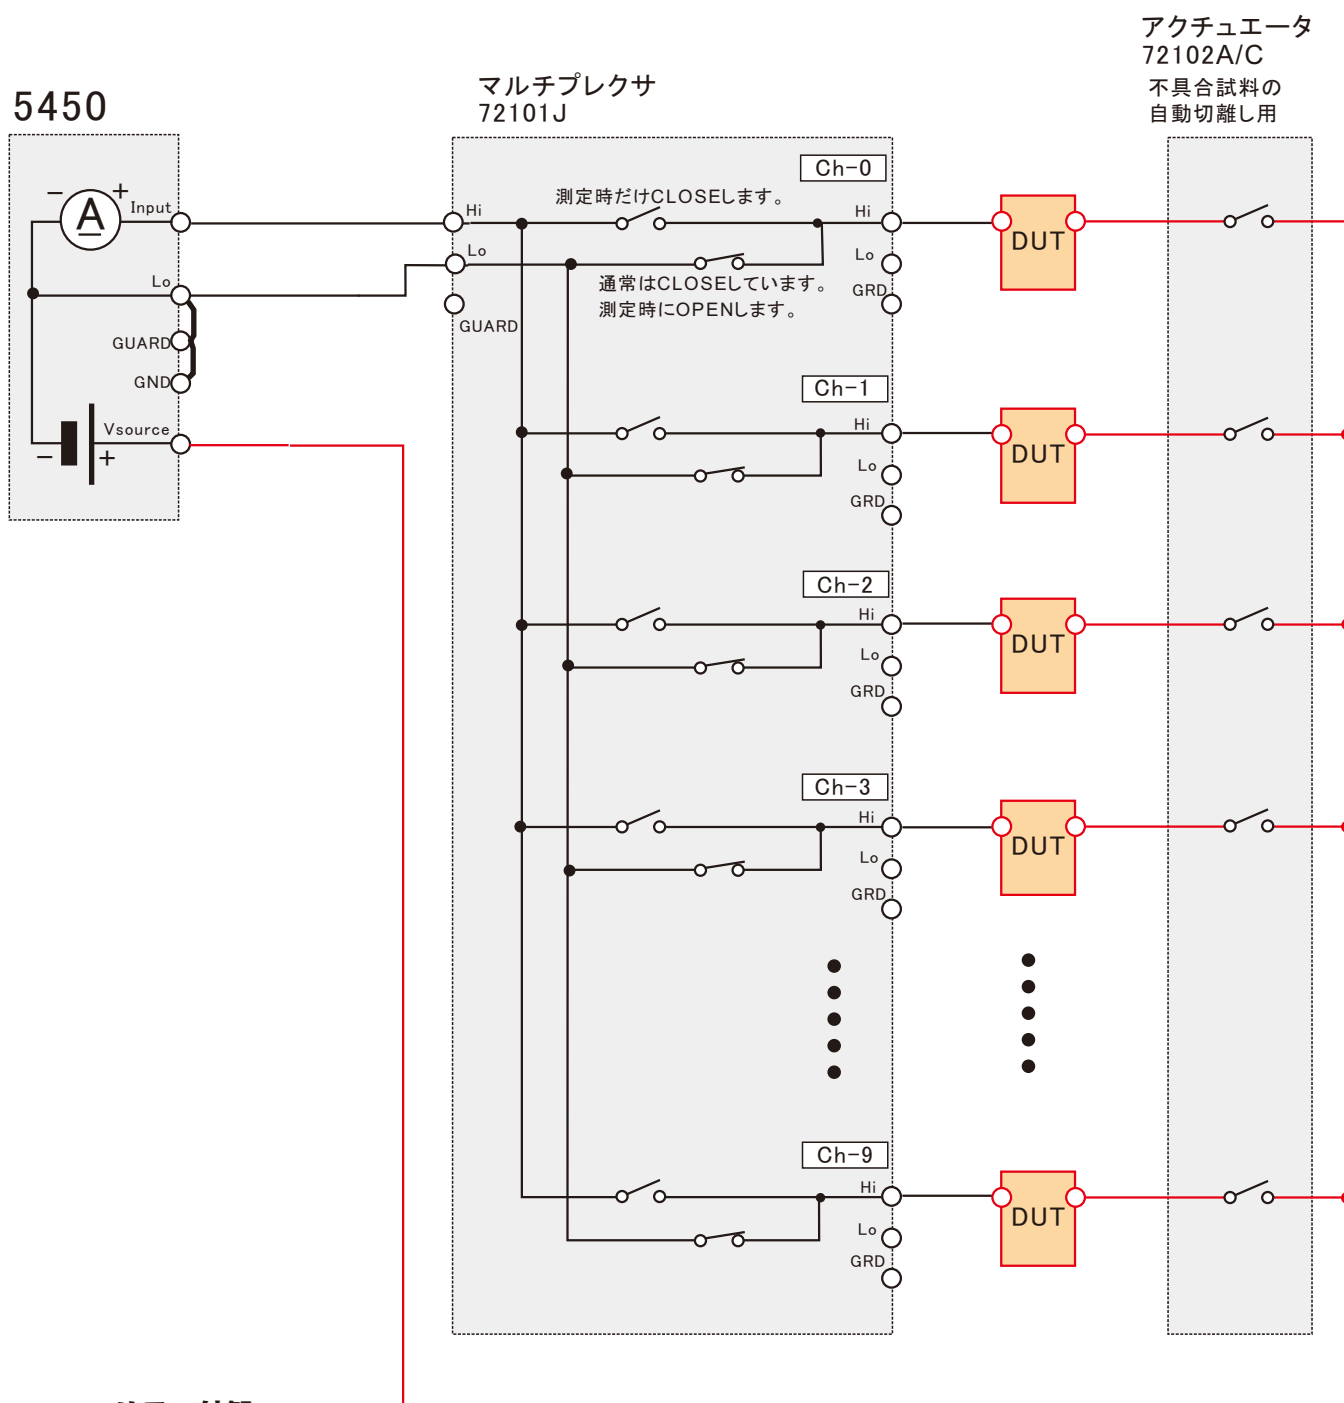 アクチュエータ
72102A/C
不具合試料の
自動切離し用
マルチプレクサ
72101J
5450
A
− +
Input
Lo
GUARD
GND
Vsource
− +
Hi
Lo
GUARD
Ch−0
測定時だけCLOSEします。
通常はCLOSEしています。
測定時にOPENします。
Hi
Lo
GRD
DUT
Ch−1
Hi
Lo
GRD
DUT
Ch−2
Hi
Lo
GRD
DUT
Ch−3
Hi
Lo
GRD
DUT
Ch−9
Hi
Lo
GRD
DUT